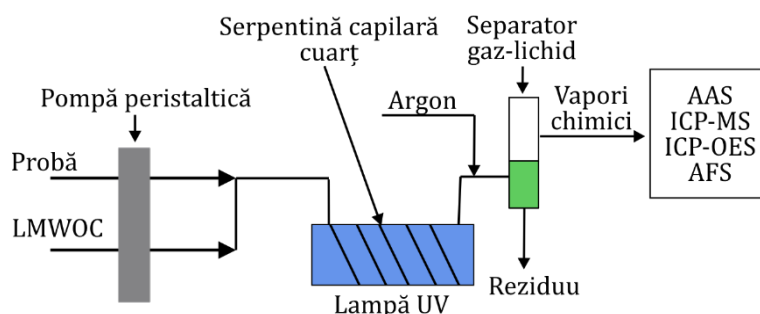 Serpentină capilară
cuarț
Separator
gaz-lichid
Pompă peristaltică
Argon
Vapori
chimici
AAS
ICP-MS
ICP-OES
AFS
Probă
LMWOC
Lampă UV
Reziduu